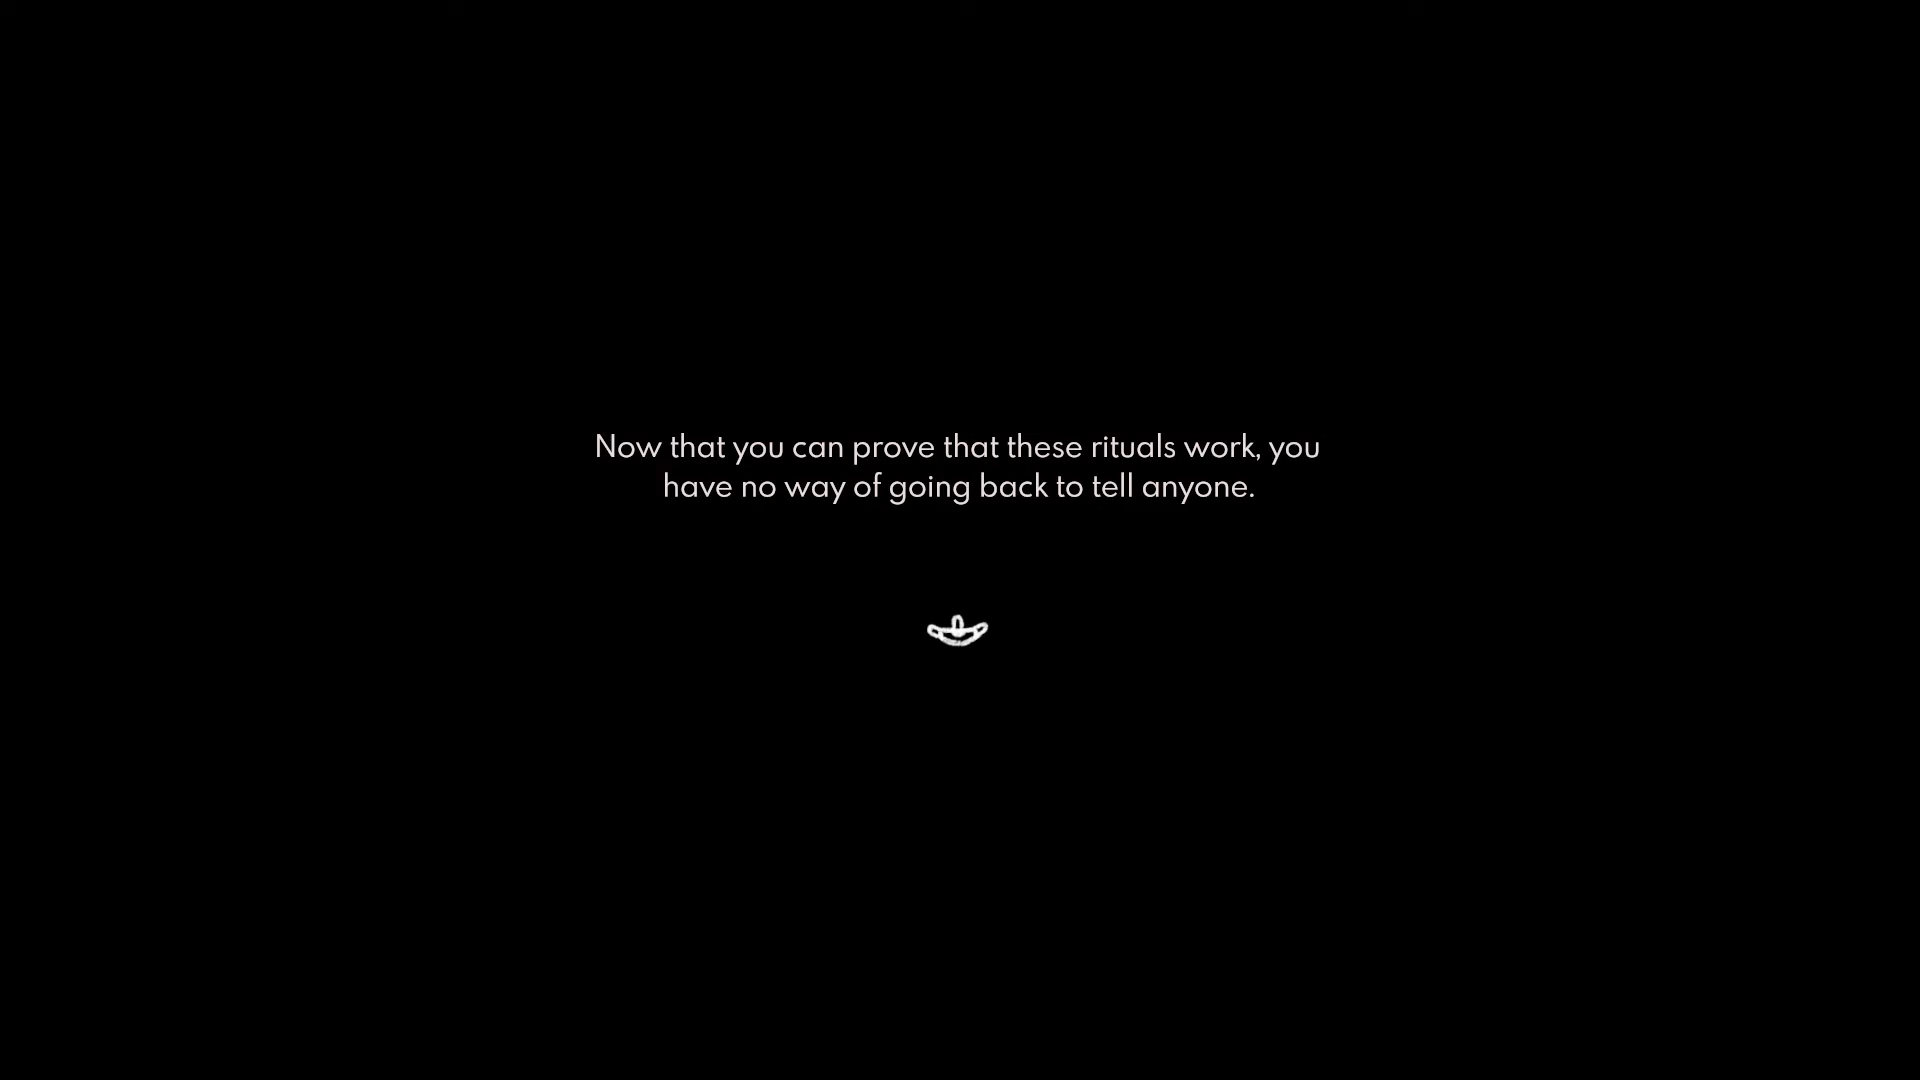 Now that you can prove that these rituals work, you
have no way of going back to tell anyone.